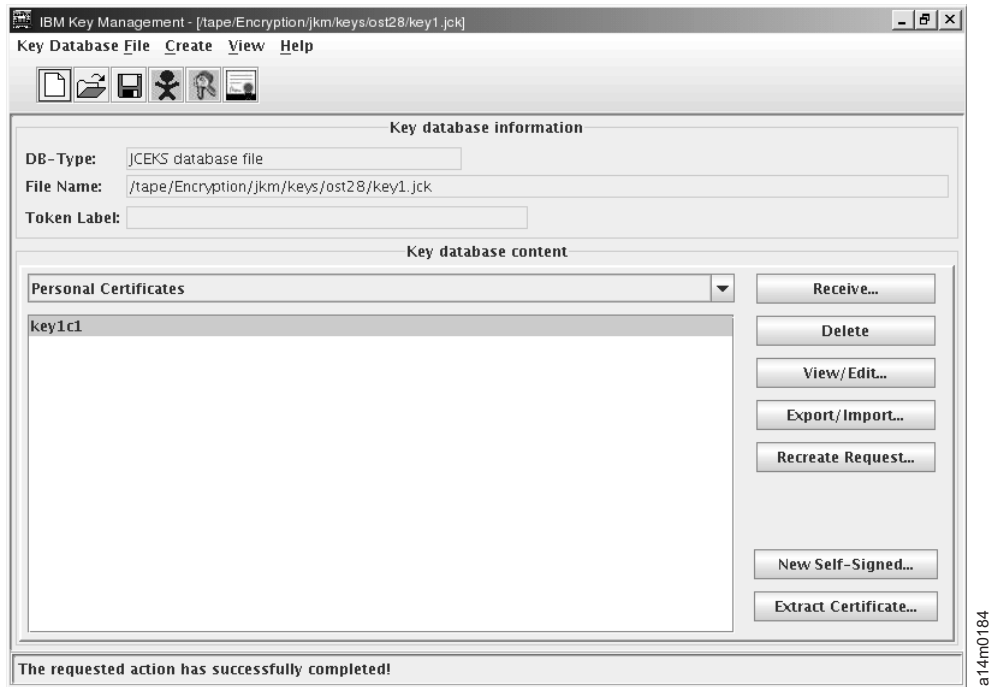 IBM Key Management - [/tape/Encryption/jkm/keys/ost28/key1.jck]
Key Database File Create View Help
Key database information
DB-Type: JCEKS database file
File Name: /tape/Encryption/jkm/keys/ost28/key1.jck
Token Label:
Key database content
Personal Certificates
Receive...
key1c1
Delete
View/Edit...
Export/Import...
Recreate Request...
New Self-Signed...
Extract Certificate...
The requested action has successfully completed!
a14m0184